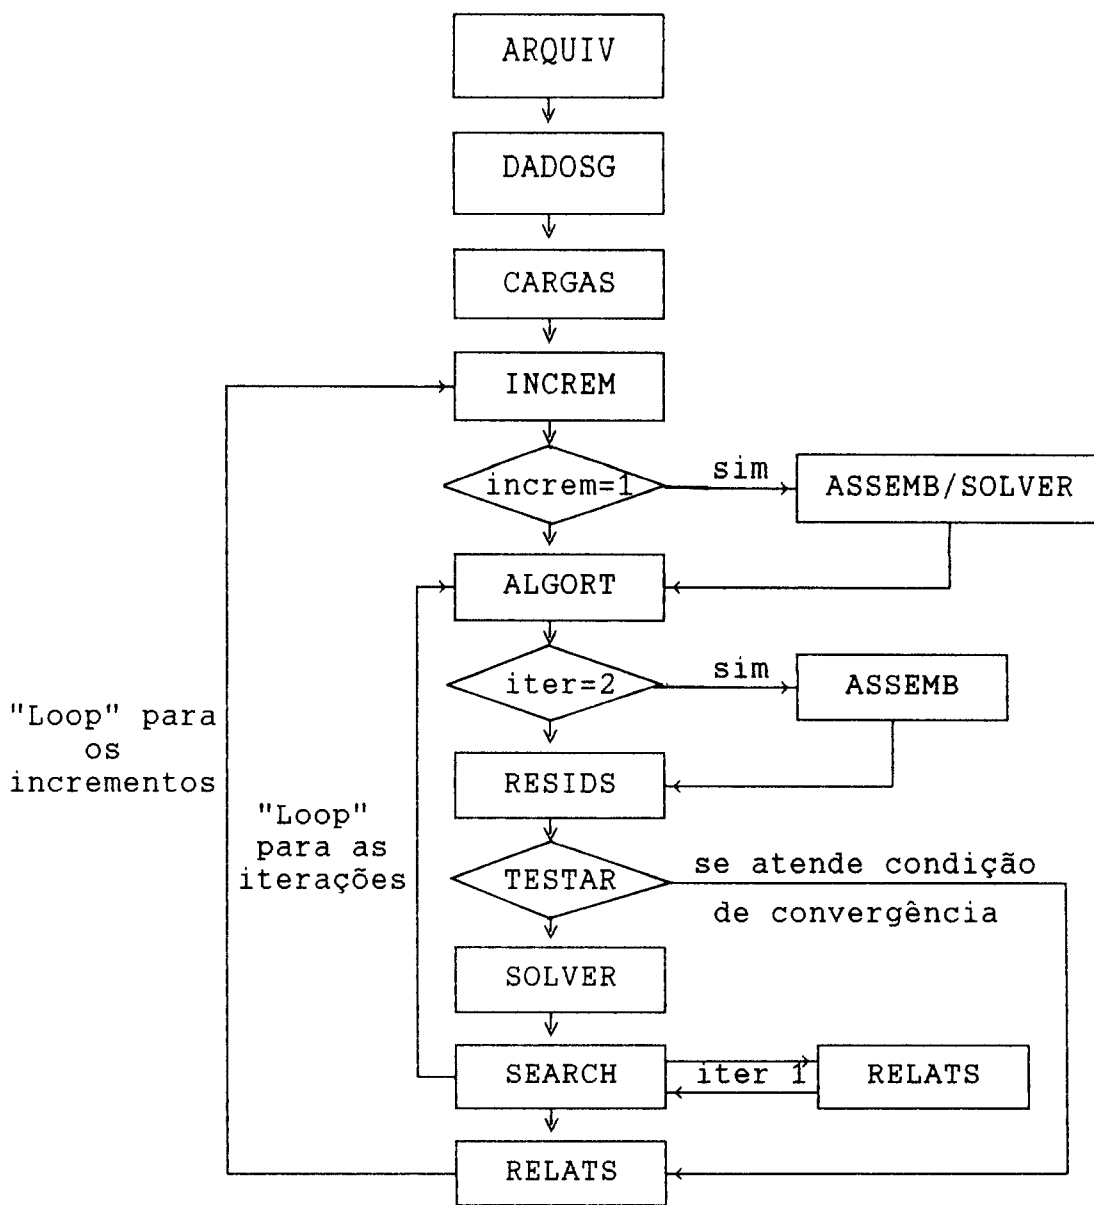 ARQUIV
DADOSG
CARGAS
INCREM
increm=1
sim
ASSEMB/SOLVER
ALGORT
iter=2
sim
ASSEMB
"Loop" para
os
incrementos
RESIDS
"Loop"
para as
iterações
TESTAR
se atende condição
de convergência
SOLVER
SEARCH
iter 1
RELATS
RELATS